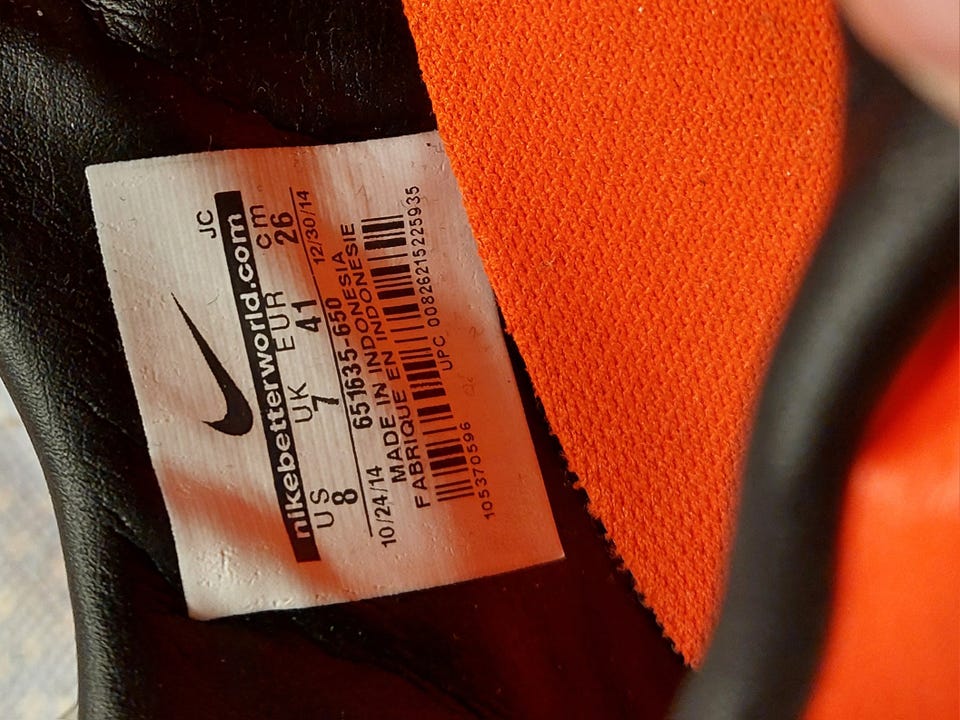 JC
nikebetterworld.com
US UK EUR cm
8 7 41 26
10/24/14 12/30/14
651635-650
MADE IN INDONESIA
FABRIQUE EN INDONESIE
UPC 00826215225935
105370596